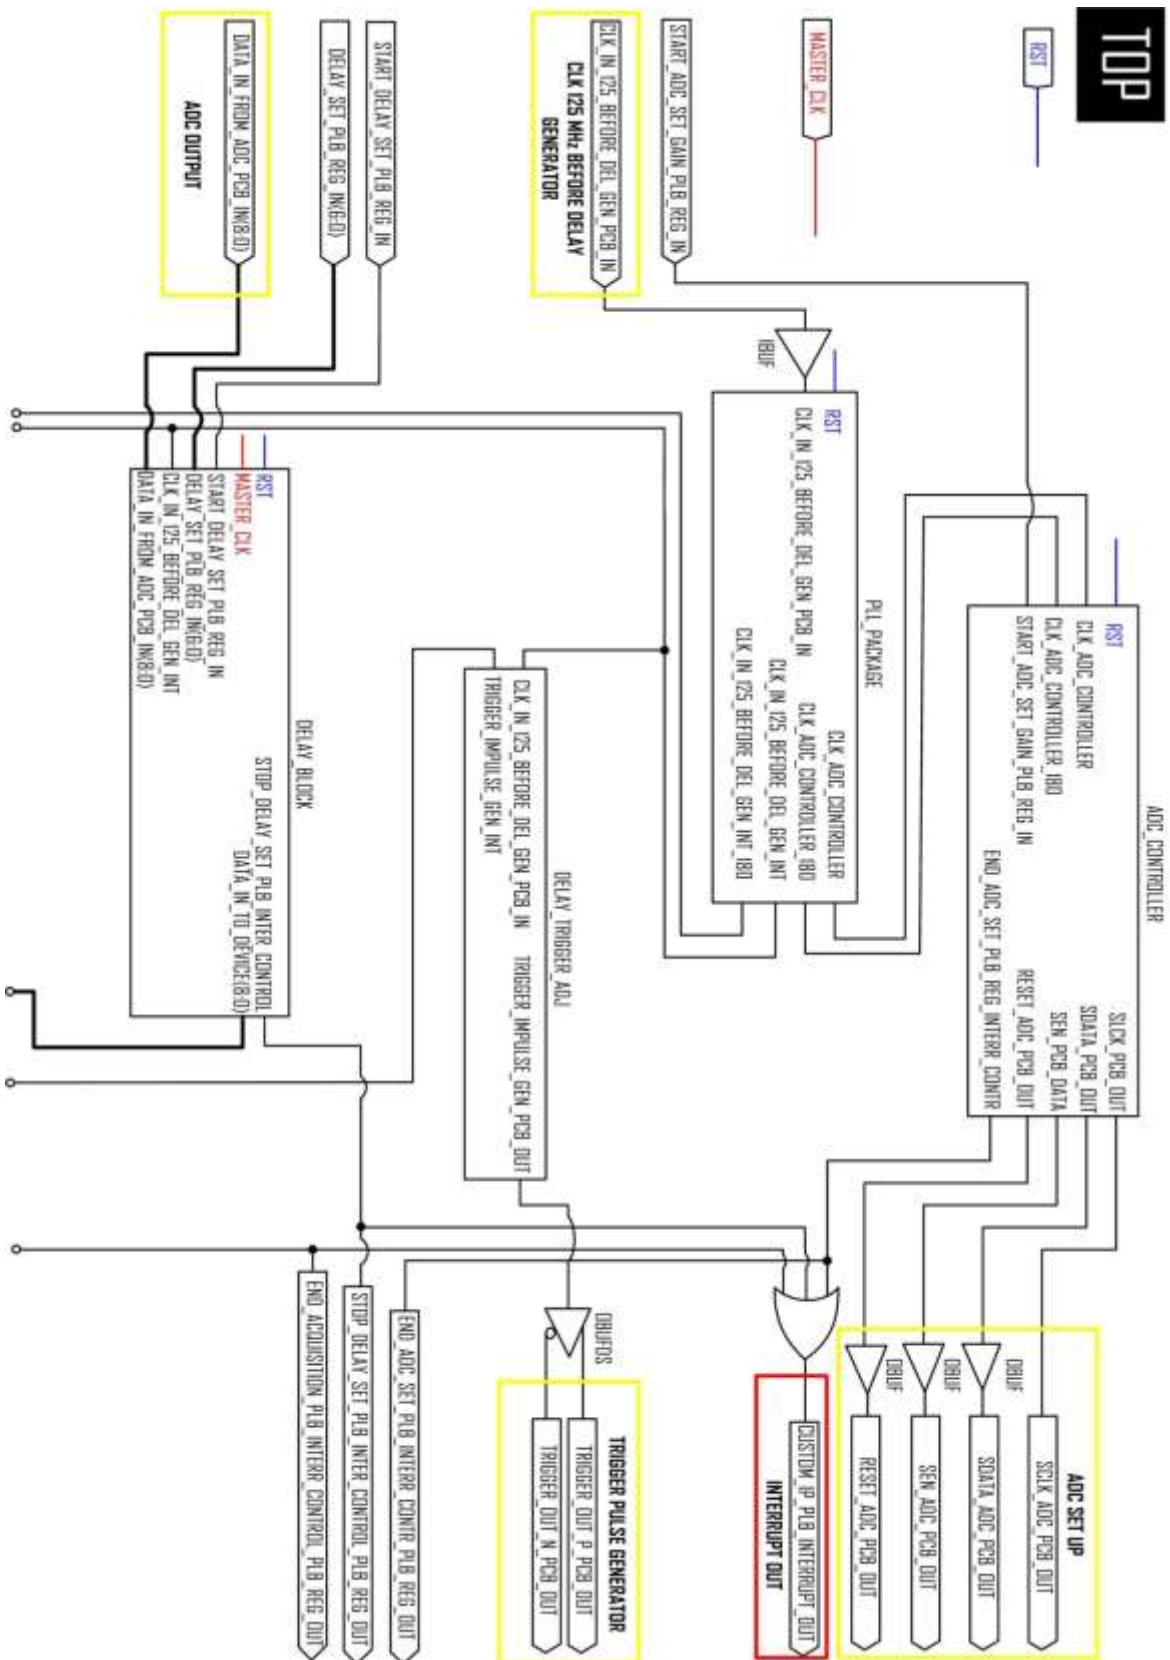 TOP
RST
MASTER_CLK
START_ADC_SET_GAIN_PLB_REG_IN
CLK_IN_125_BEFORE_DEL_GEN_PCB_IN
CLK 125 MHz BEFORE DELAY
GENERATOR
START_DELAY_SET_PLB_REG_IN
DELAY_SET_PLB_REG_IN(6:0)
DATA_IN_FROM_ADC_PCB_IN(8:0)
ADC OUTPUT
IBUF
ADC_CONTROLLER
RST
CLK_ADC_CONTROLLER
CLK_ADC_CONTROLLER_180
START_ADC_SET_GAIN_PLB_REG_IN
SLCK_PCB_OUT
SDATA_PCB_OUT
SEN_PCB_DATA
RESET_ADC_PCB_OUT
END_ADC_SET_PLB_REG_INTERR_CONTR
PLL_PACKAGE
RST
CLK_IN_125_BEFORE_DEL_GEN_PCB_IN
CLK_ADC_CONTROLLER
CLK_ADC_CONTROLLER_180
CLK_IN_125_BEFORE_DEL_GEN_INT
CLK_IN_125_BEFORE_DEL_GEN_INT_180
DELAY_TRIGGER_ADJ
CLK_IN_125_BEFORE_DEL_GEN_PCB_IN
TRIGGER_IMPULSE_GEN_PCB_OUT
TRIGGER_IMPULSE_GEN_INT
DELAY_BLOCK
RST
MASTER_CLK
START_DELAY_SET_PLB_REG_IN
DELAY_SET_PLB_REG_IN(6:0)
CLK_IN_125_BEFORE_DEL_GEN_INT
DATA_IN_FROM_ADC_PCB_IN(8:0)
STOP_DELAY_SET_PLB_INTER_CONTROL
DATA_IN_TO_DEVICE(8:0)
ADC SET UP
SCLK_ADC_PCB_OUT
OBUF
SDATA_ADC_PCB_OUT
OBUF
SEN_ADC_PCB_OUT
OBUF
RESET_ADC_PCB_OUT
CUSTOM_IP_PLB_INTERRUPT_OUT
INTERRUPT OUT
OBUFDS
TRIGGER PULSE GENERATOR
TRIGGER_OUT_P_PCB_OUT
TRIGGER_OUT_N_PCB_OUT
END_ADC_SET_PLB_INTERR_CONTR_PLB_REG_OUT
STOP_DELAY_SET_PLB_INTER_CONTROL_PLB_REG_OUT
END_ACQUISITION_PLB_INTERR_CONTROL_PLB_REG_OUT